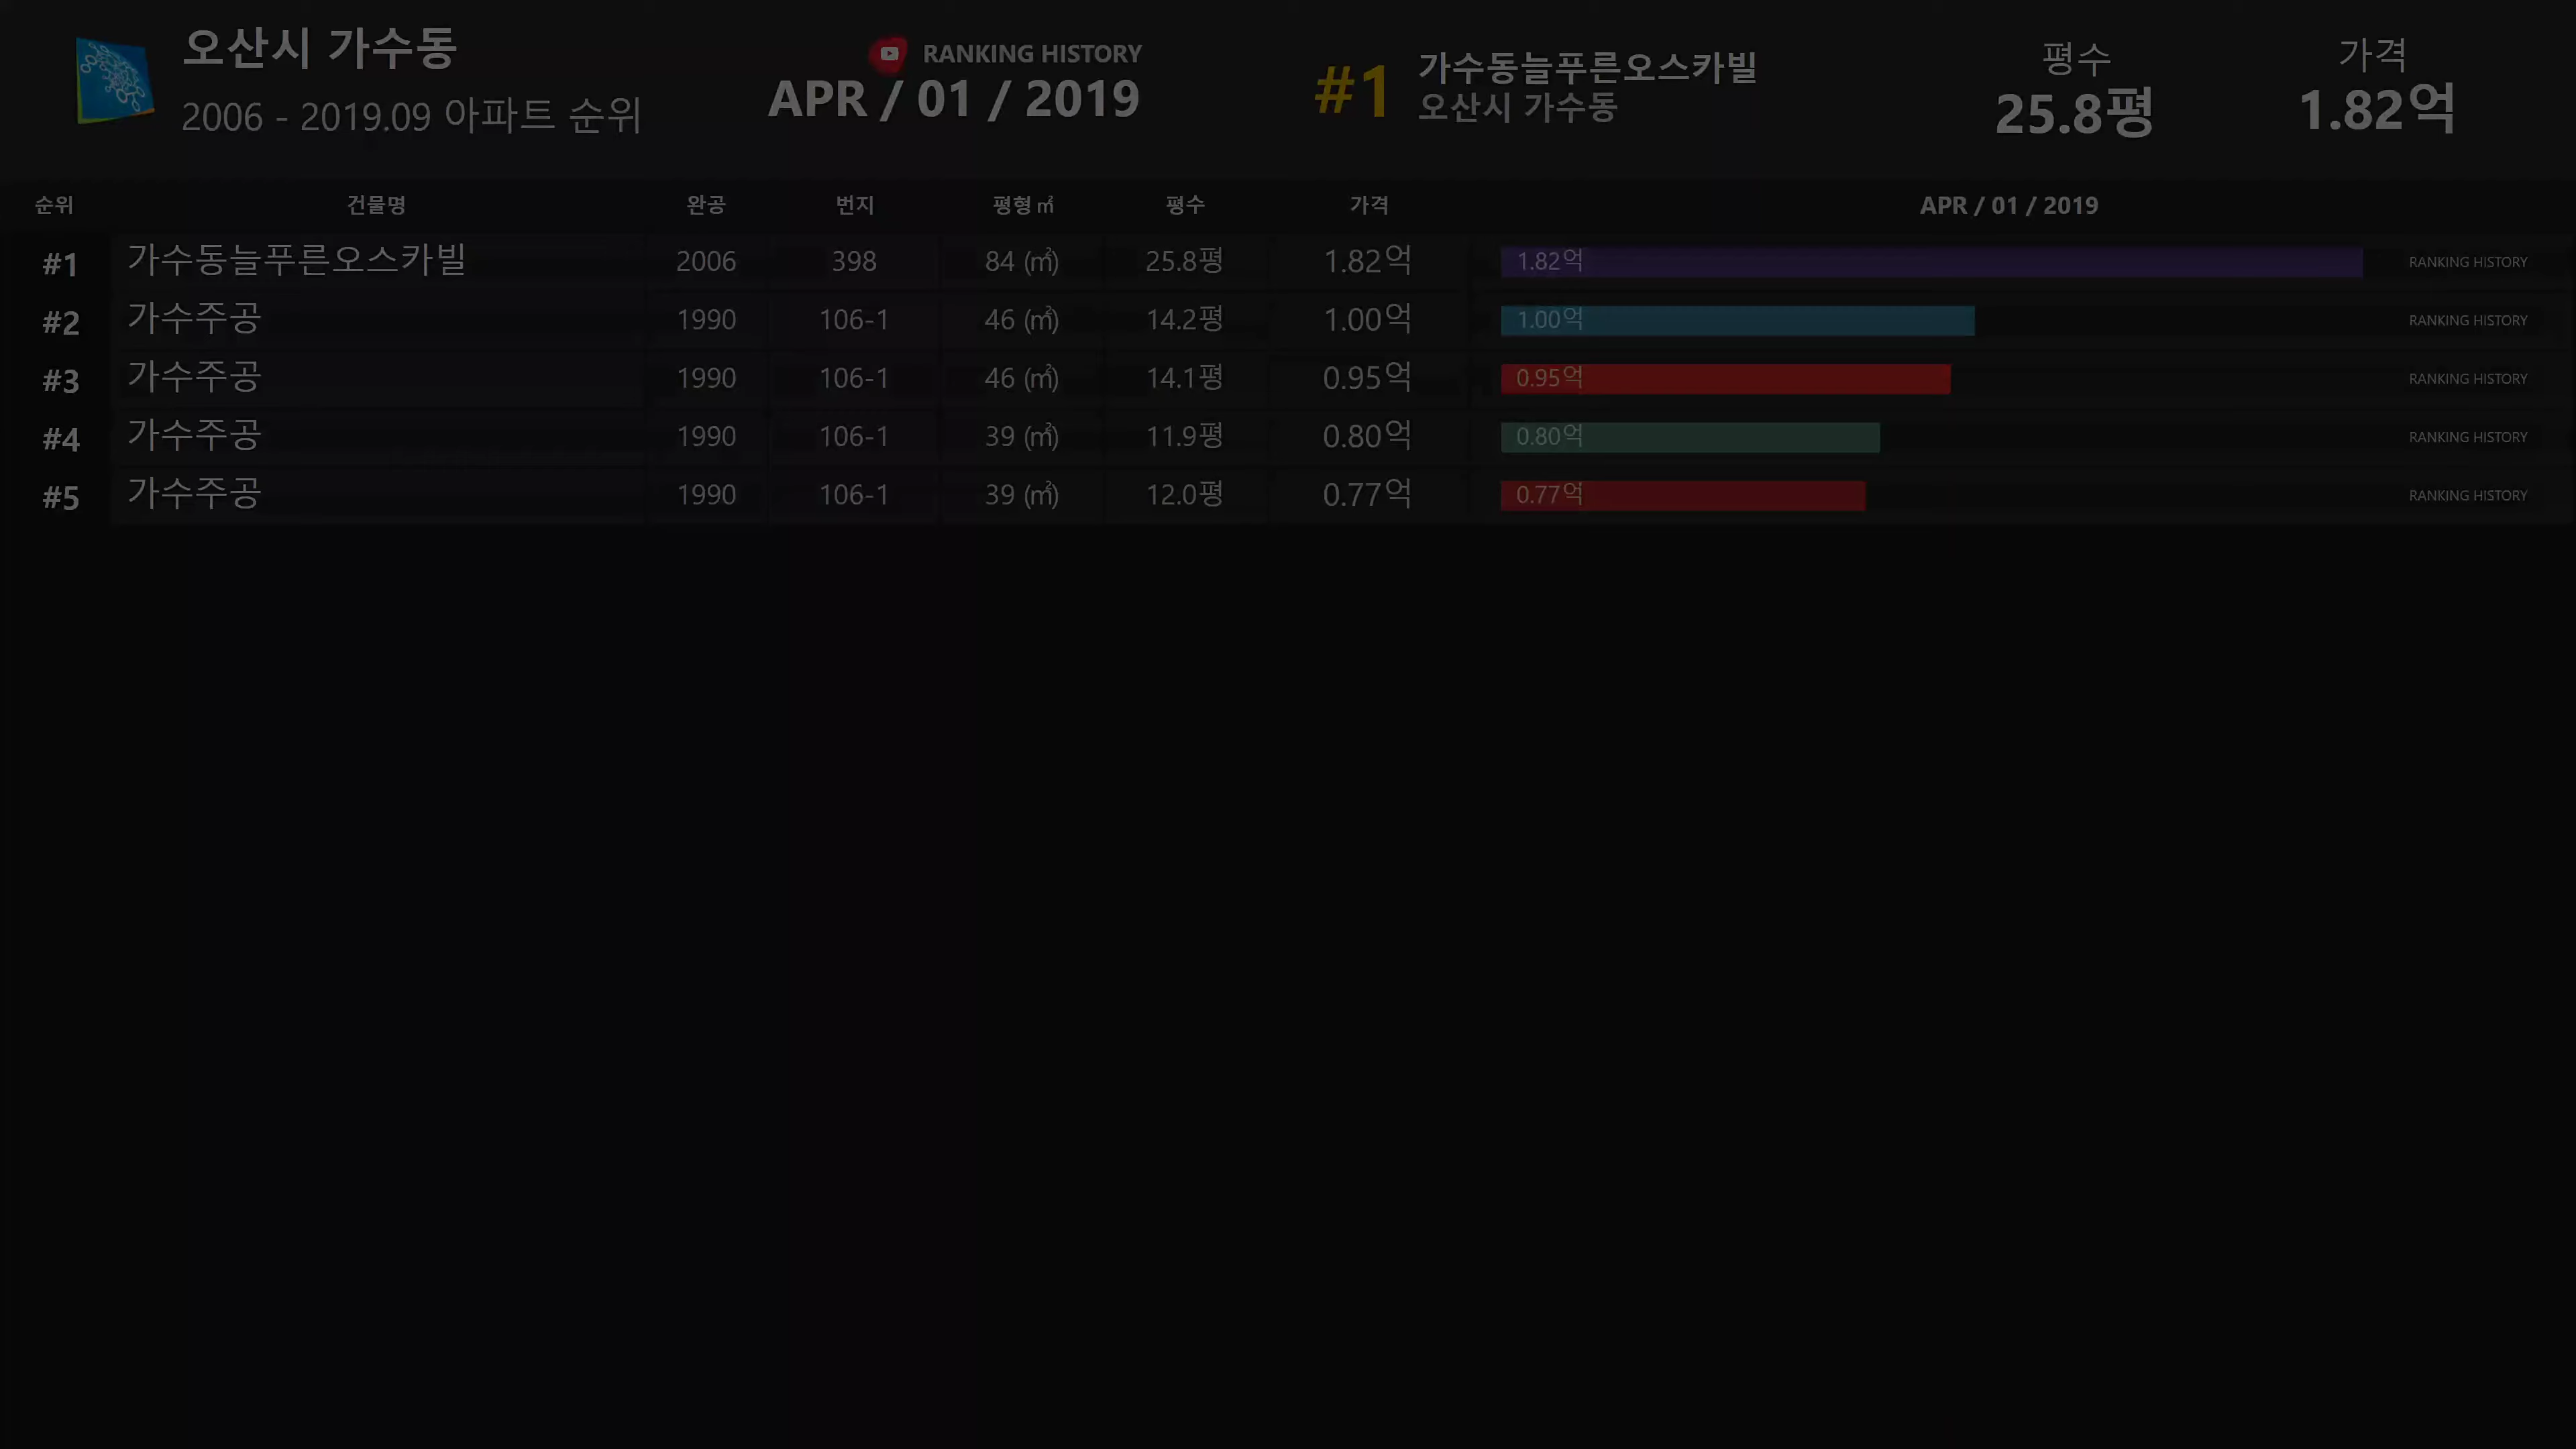 오산시 가수동
2006 - 2019.09 아파트 순위
RANKING HISTORY
APR / 01 / 2019
#1 가수동늘푸른오스카빌
오산시 가수동
평수
25.8평
가격
1.82억
순위 건물명 완공 번지 평형㎡ 평수 가격 APR / 01 / 2019
#1 가수동늘푸른오스카빌 2006 398 84 (㎡) 25.8평 1.82억 1.82억 RANKING HISTORY
#2 가수주공 1990 106-1 46 (㎡) 14.2평 1.00억 1.00억 RANKING HISTORY
#3 가수주공 1990 106-1 46 (㎡) 14.1평 0.95억 0.95억 RANKING HISTORY
#4 가수주공 1990 106-1 39 (㎡) 11.9평 0.80억 0.80억 RANKING HISTORY
#5 가수주공 1990 106-1 39 (㎡) 12.0평 0.77억 0.77억 RANKING HISTORY